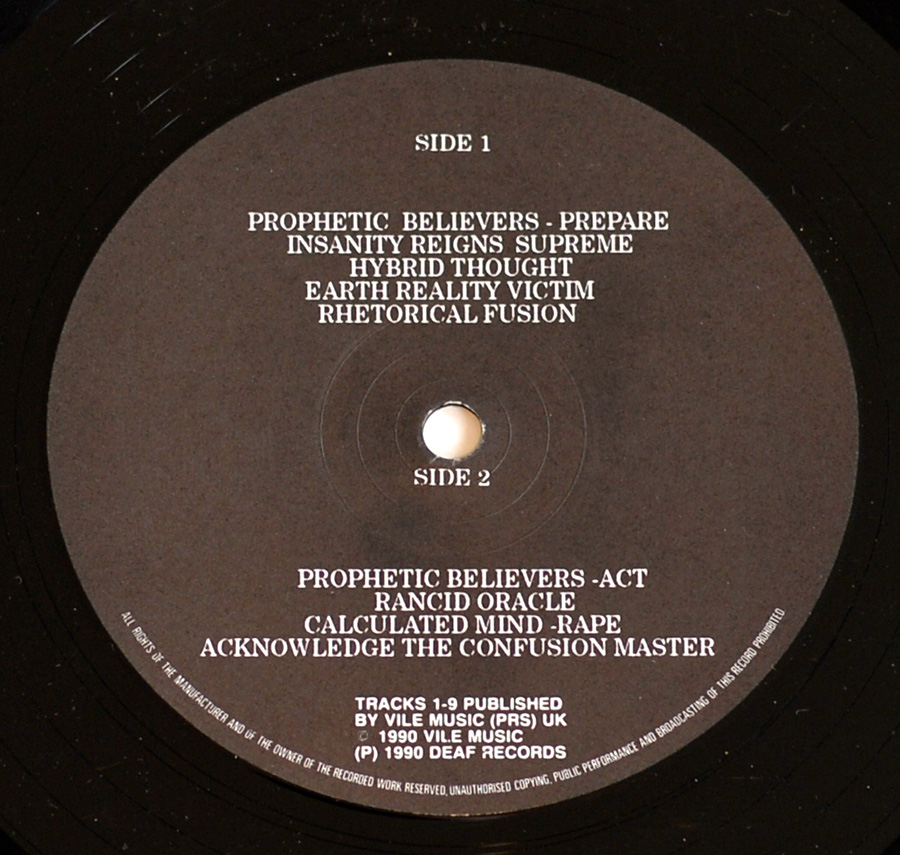 SIDE 1
PROPHETIC BELIEVERS - PREPARE
INSANITY REIGNS SUPREME
HYBRID THOUGHT
EARTH REALITY VICTIM
RHETORICAL FUSION
SIDE 2
PROPHETIC BELIEVERS -ACT
RANCID ORACLE
CALCULATED MIND -RAPE
ACKNOWLEDGE THE CONFUSION MASTER
TRACKS 1-9 PUBLISHED
BY VILE MUSIC (PRS) UK
© 1990 VILE MUSIC
(P) 1990 DEAF RECORDS
ALL RIGHTS OF THE MANUFACTURER AND OF THE OWNER OF THE RECORDED WORK RESERVED, UNAUTHORISED COPYING, PUBLIC PERFORMANCE AND BROADCASTING OF THIS RECORD PROHIBITED